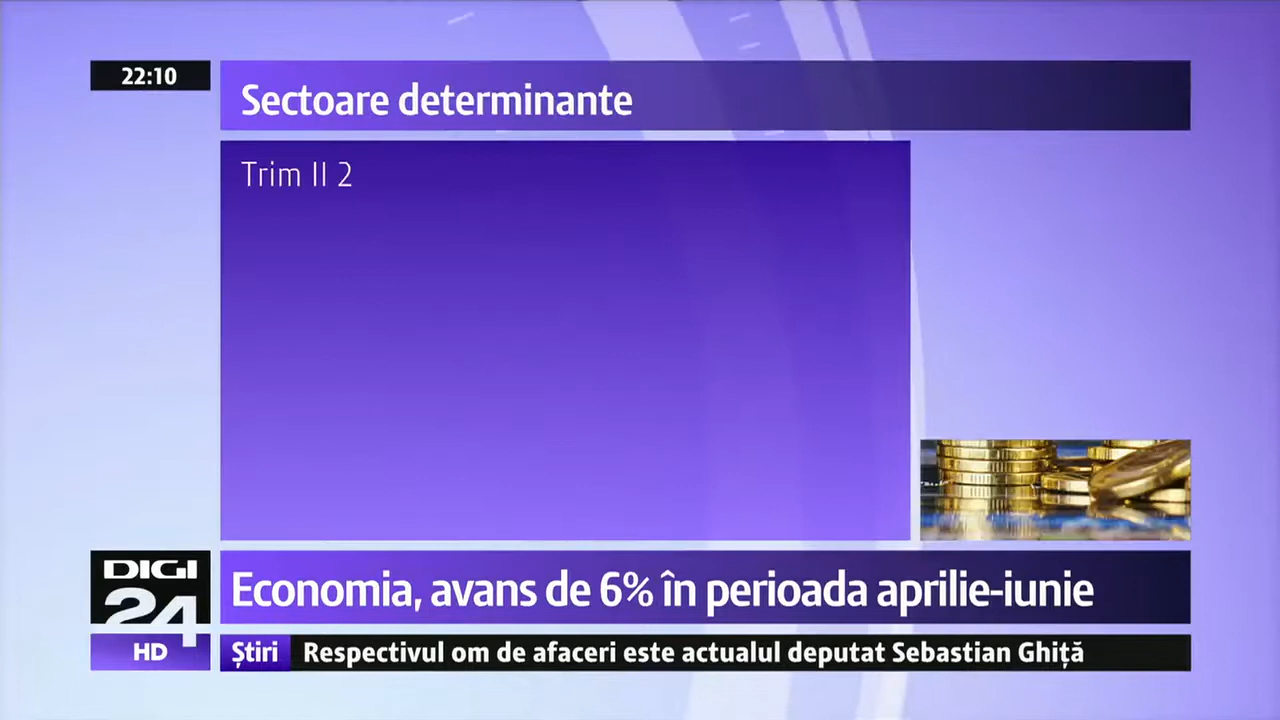 22:10
Sectoare determinante
Trim II 2
DIGI
24
HD
Economia, avans de 6% în perioada aprilie-iunie
Știri
Respectivul om de afaceri este actualul deputat Sebastian Ghiță